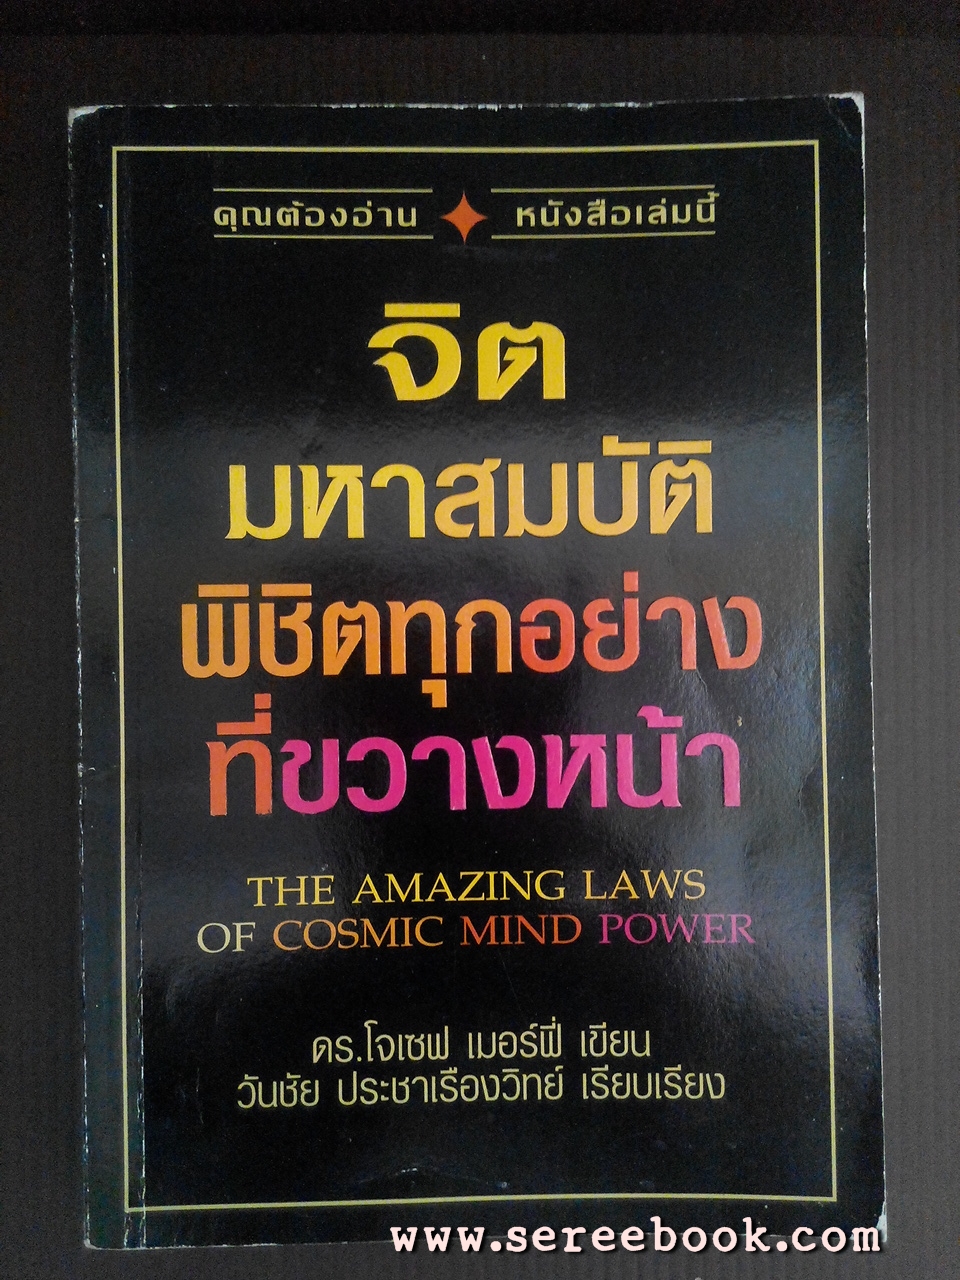 คุณต้องอ่าน หนังสือเล่มนี้
จิต
มหาสมบัติ
พิชิตทุกอย่าง
ที่ขวางหน้า
THE AMAZING LAWS
OF COSMIC MIND POWER
ดร.โจเซฟ เมอร์ฟี่ เขียน
วันชัย ประชาเรืองวิทย์ เรียบเรียง
www.sereebook.com